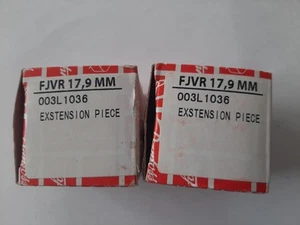 FJVR 17,9 MM
003L1036
EXSTENSION PIECE
FJVR 17,9 MM
003L1036
EXSTENSION PIECE